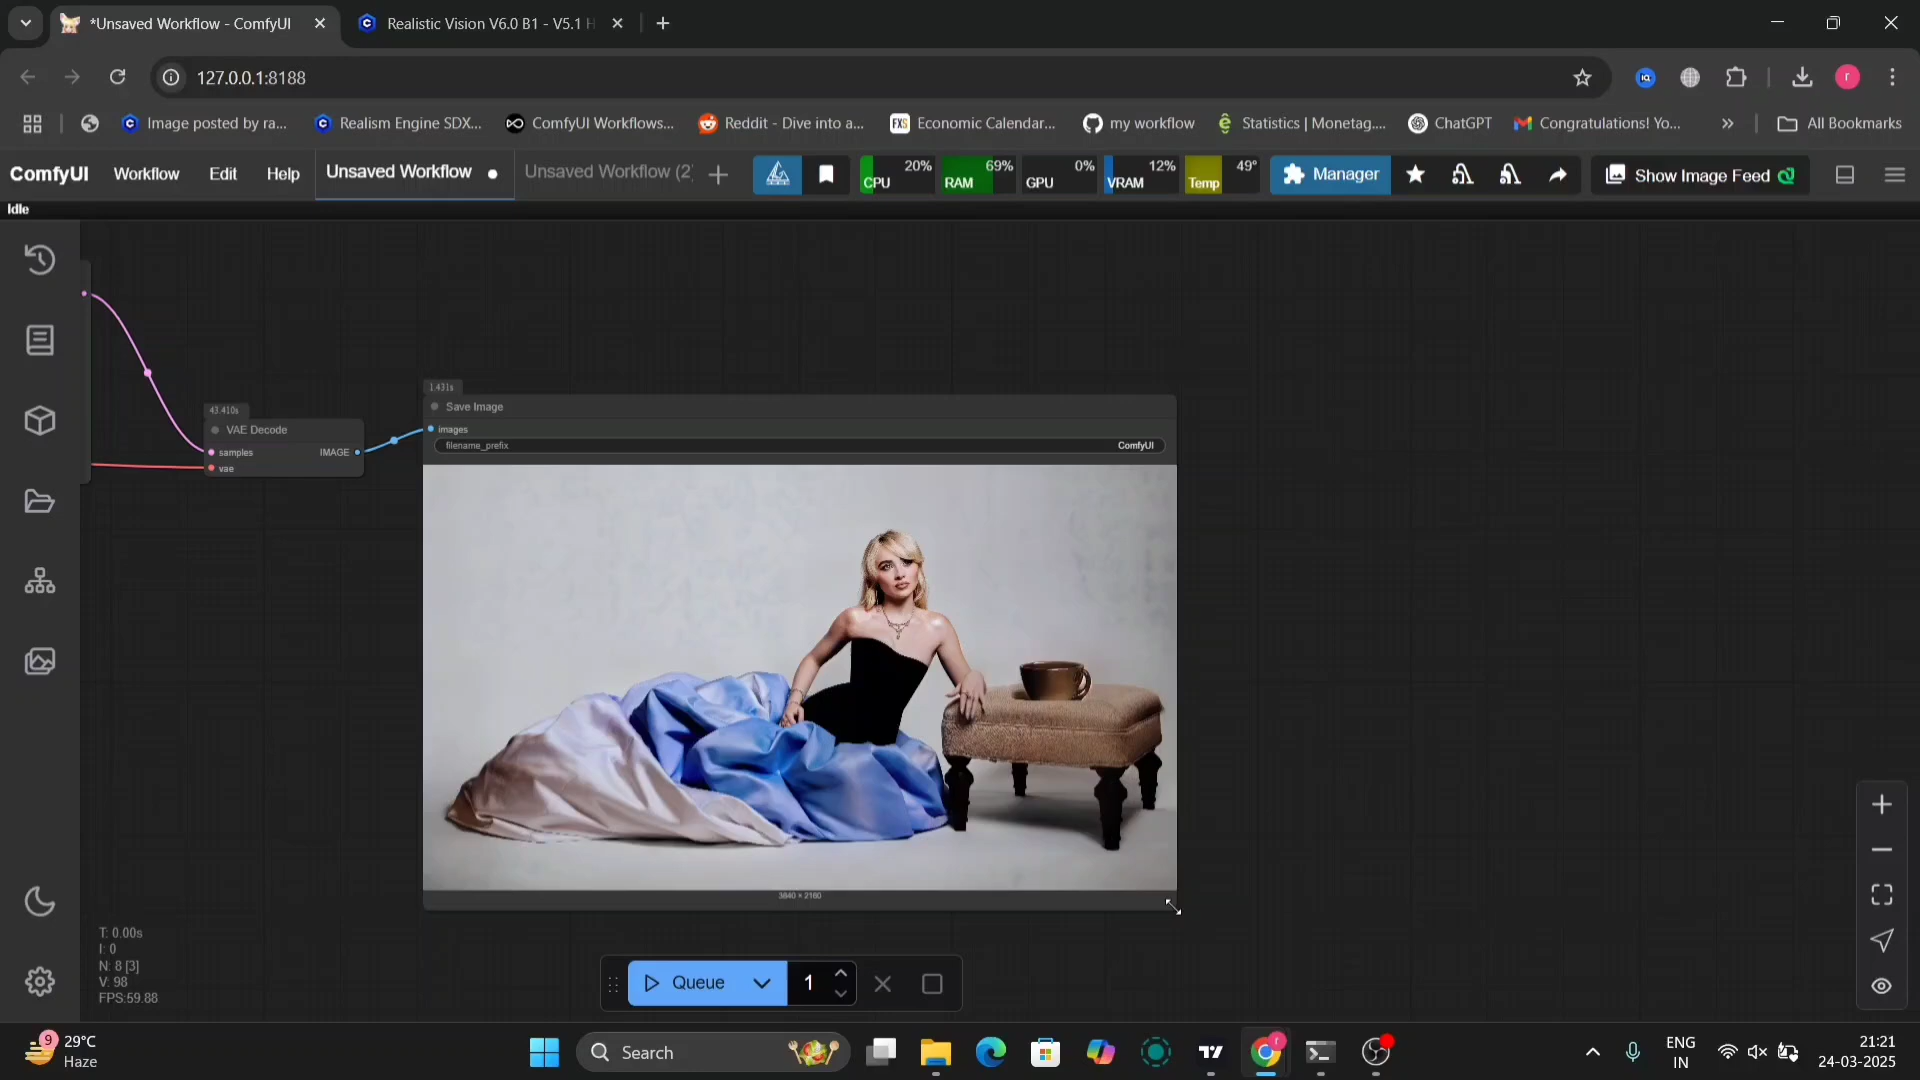 *Unsaved Workflow - ComfyUI
Realistic Vision V6.0 B1 - V5.1 H
127.0.0.1:8188
Image posted by ra...
Realism Engine SDX...
ComfyUI Workflows...
Reddit - Dive into a...
FXS Economic Calendar...
my workflow
Statistics | Monetag....
ChatGPT
Congratulations! Yo...
All Bookmarks
ComfyUI
Workflow
Edit
Help
Unsaved Workflow
Unsaved Workflow (2)
CPU 20%
RAM 69%
GPU 0%
VRAM 12%
Temp 49°
Manager
Show Image Feed
Idle
43.410s
VAE Decode
samples
IMAGE
vae
1.431s
Save Image
images
filename_prefix
ComfyUI
3840 × 2160
T: 0.00s
I: 0
N: 8 [3]
V: 98
FPS:59.88
Queue
1
9
29°C
Haze
Search
ENG
IN
21:21
24-03-2025